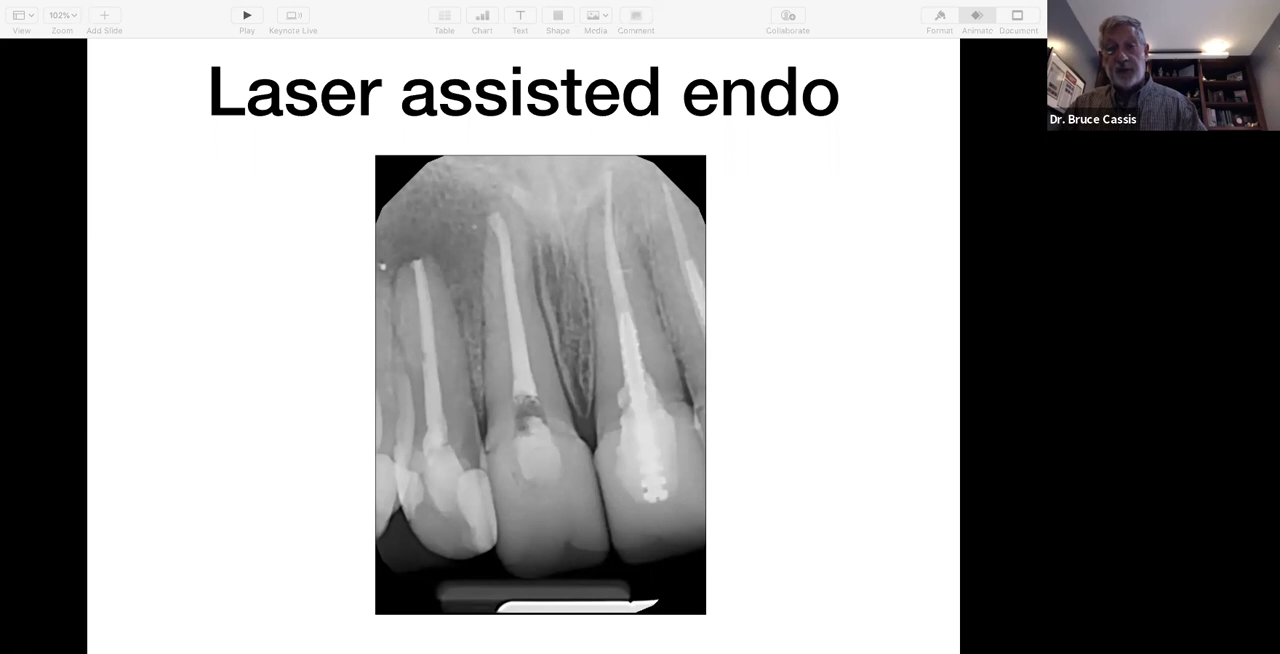 102%
View
Zoom
Add Slide
Play
Keynote Live
Table
Chart
Text
Shape
Media
Comment
Collaborate
Format
Animate
Document
Laser assisted endo
Dr. Bruce Cassis